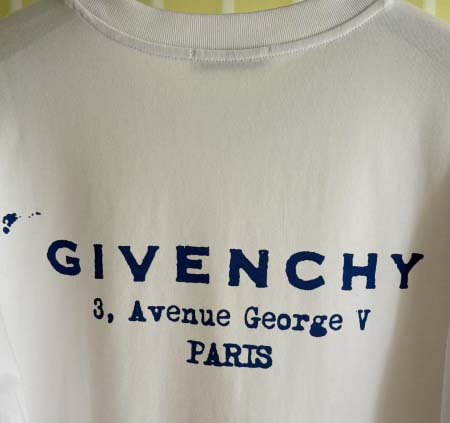 GIVENCHY
3, Avenue George V
PARIS